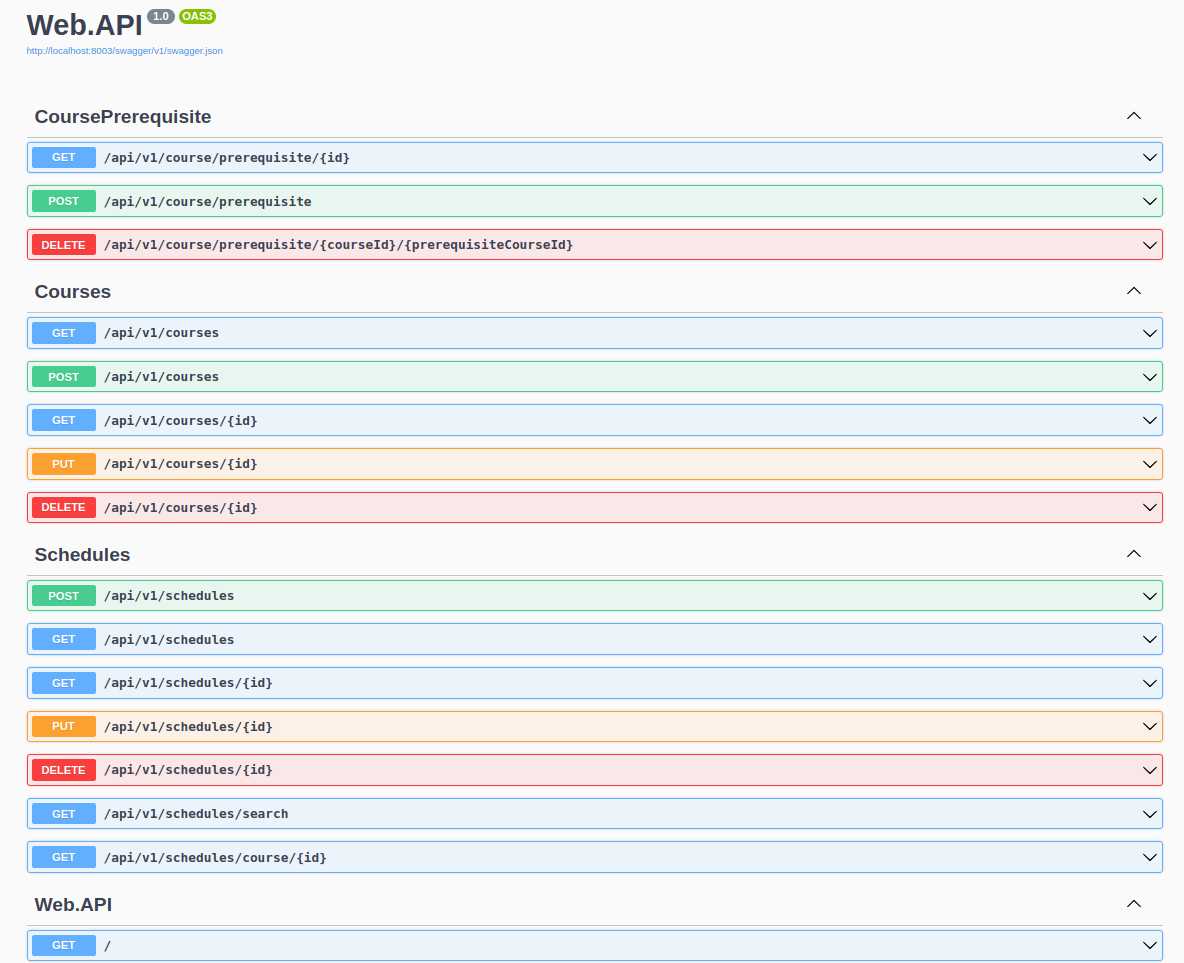 Web.API 1.0 OAS3
http://localhost:8003/swagger/v1/swagger.json
CoursePrerequisite
GET /api/v1/course/prerequisite/{id}
POST /api/v1/course/prerequisite
DELETE /api/v1/course/prerequisite/{courseId}/{prerequisiteCourseId}
Courses
GET /api/v1/courses
POST /api/v1/courses
GET /api/v1/courses/{id}
PUT /api/v1/courses/{id}
DELETE /api/v1/courses/{id}
Schedules
POST /api/v1/schedules
GET /api/v1/schedules
GET /api/v1/schedules/{id}
PUT /api/v1/schedules/{id}
DELETE /api/v1/schedules/{id}
GET /api/v1/schedules/search
GET /api/v1/schedules/course/{id}
Web.API
GET /